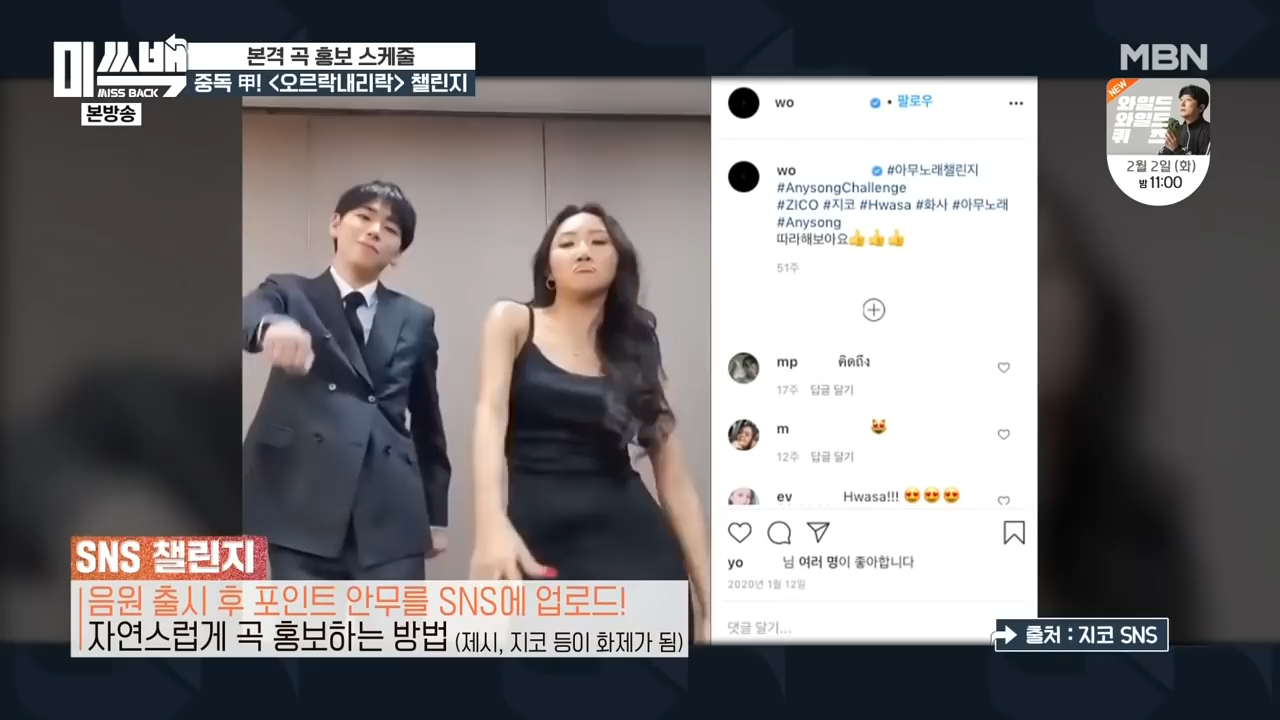 미쓰백
MISS BACK
본방송
본격 곡 홍보 스케줄
중독 甲! <오르락내리락> 챌린지
MBN
NEW
와일드
와일드
퀴즈
2월 2일 (화)
밤 11:00
wo • 팔로우
wo #아무노래챌린지
#AnysongChallenge
#ZICO #지코 #Hwasa #화사 #아무노래
#Anysong
따라해보아요👍👍👍
51주
mp คิดถึง
17주 답글 달기
m 😻
12주 답글 달기
ev Hwasa!!! 😍😍😍
yo 님 여러 명이 좋아합니다
2020년 1월 12일
댓글 달기...
SNS 챌린지
음원 출시 후 포인트 안무를 SNS에 업로드!
자연스럽게 곡 홍보하는 방법 (제시, 지코 등이 화제가 됨)
출처 : 지코 SNS